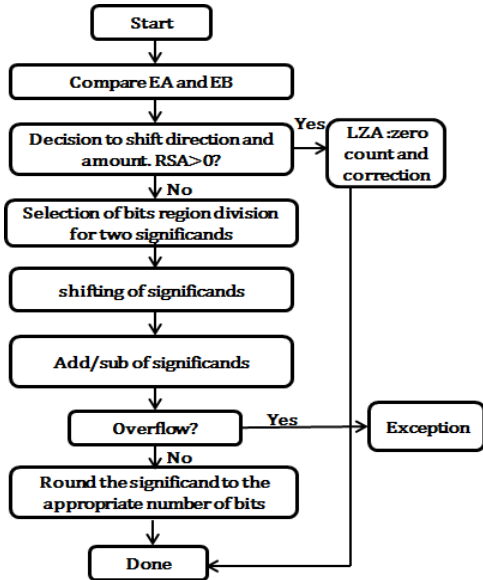 Start
Compare EA and EB
Decision to shift direction and
amount. RSA>0?
Yes
LZA :zero
count and
correction
No
Selection of bits region division
for two significands
shifting of significands
Add/sub of significands
Overflow?
Yes
Exception
No
Round the significand to the
appropriate number of bits
Done